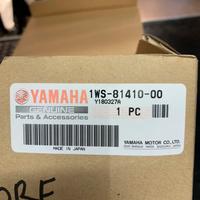 YAMAHA
GENUINE
Parts & Accessories
1WS-81410-00
Y180327A
1 PC
MADE IN JAPAN
YAMAHA MOTOR CO., LTD.